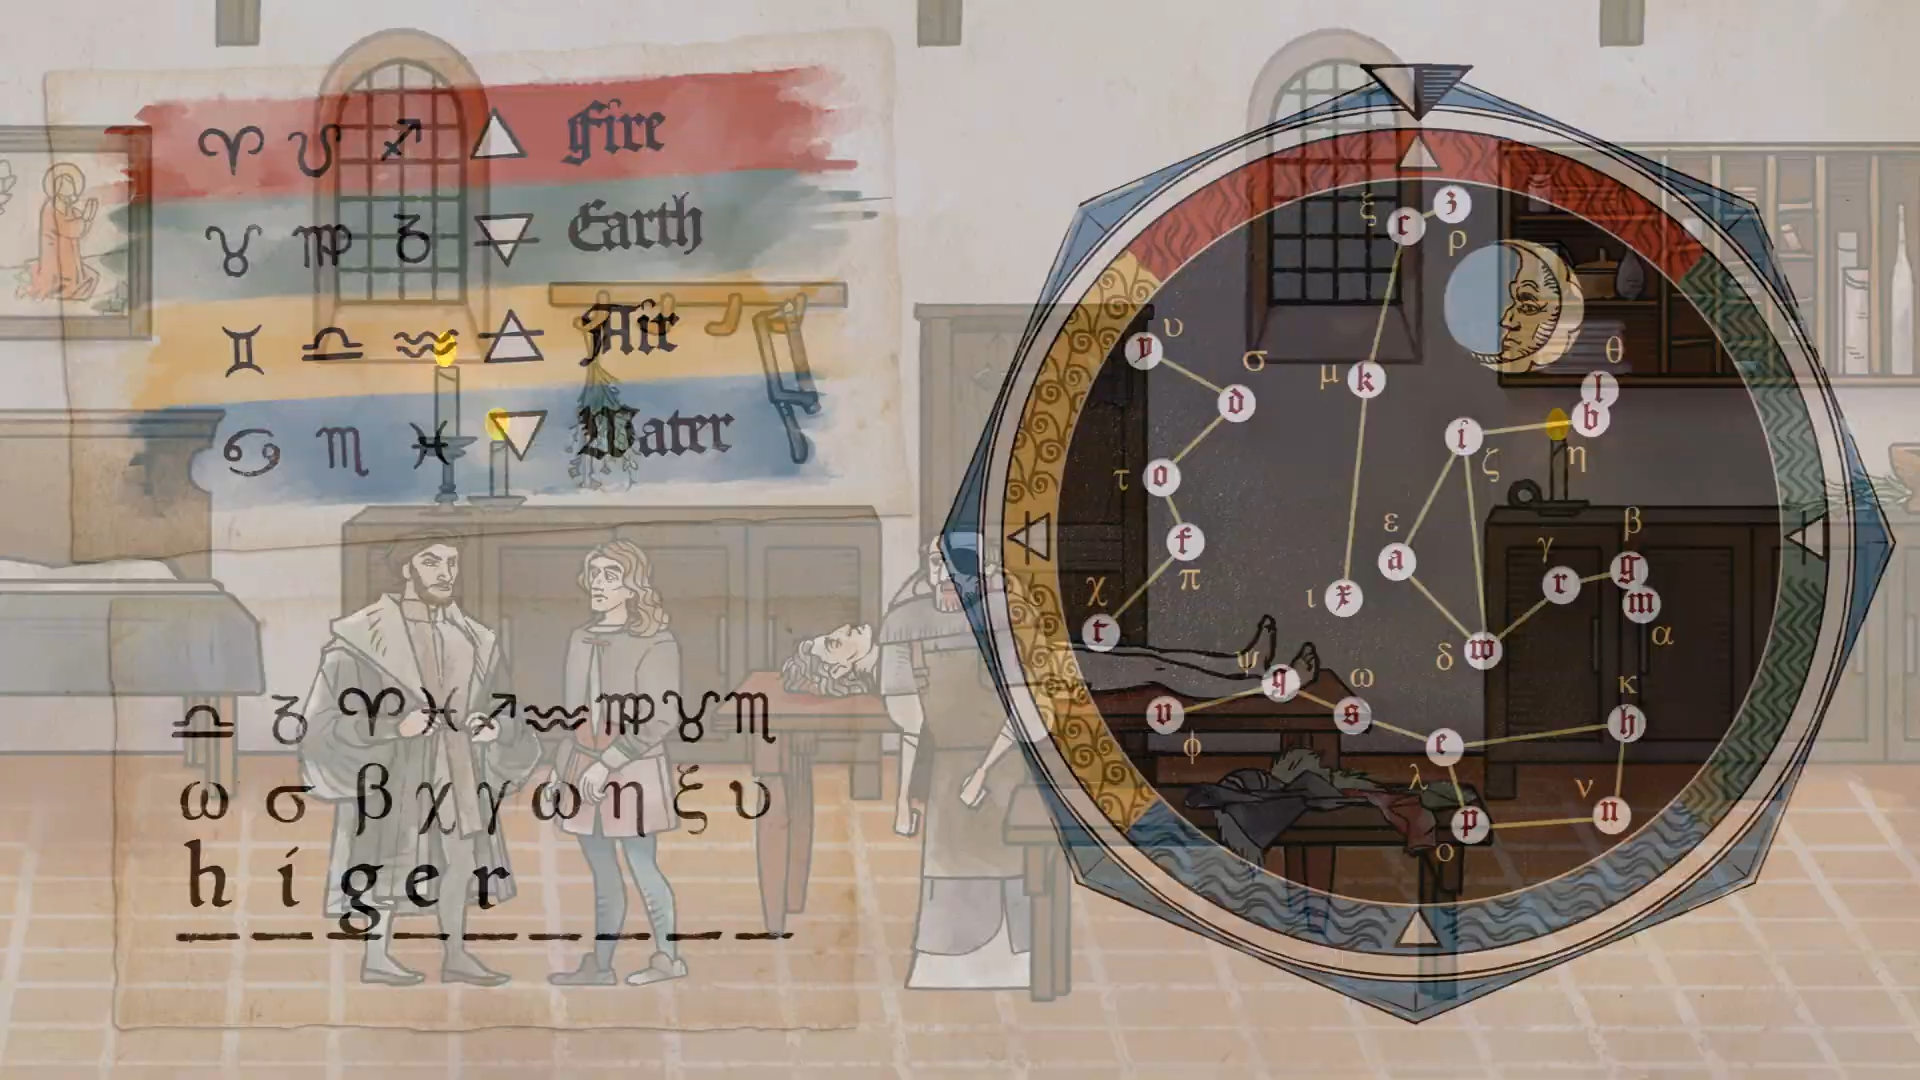 ♈ ♌ ♐ △ Fire
♉ ♍ ♑ 🜃 Earth
♊ ♎ ♒ 🜁 Air
♋ ♏ ♓ ▽ Water
♎ ♑ ♈ ♓ ♐ ♒ ♍ ♉ ♏
ω σ β χ γ ω η ξ υ
h i g e r
ξ c z ρ
υ
σ d
μ k
θ l
b η
i ζ
τ o
f π
χ t
ε a
ι x
γ r
β g
m α
δ w
ψ q
v φ
ω s
e λ
κ h
ν n
p ο